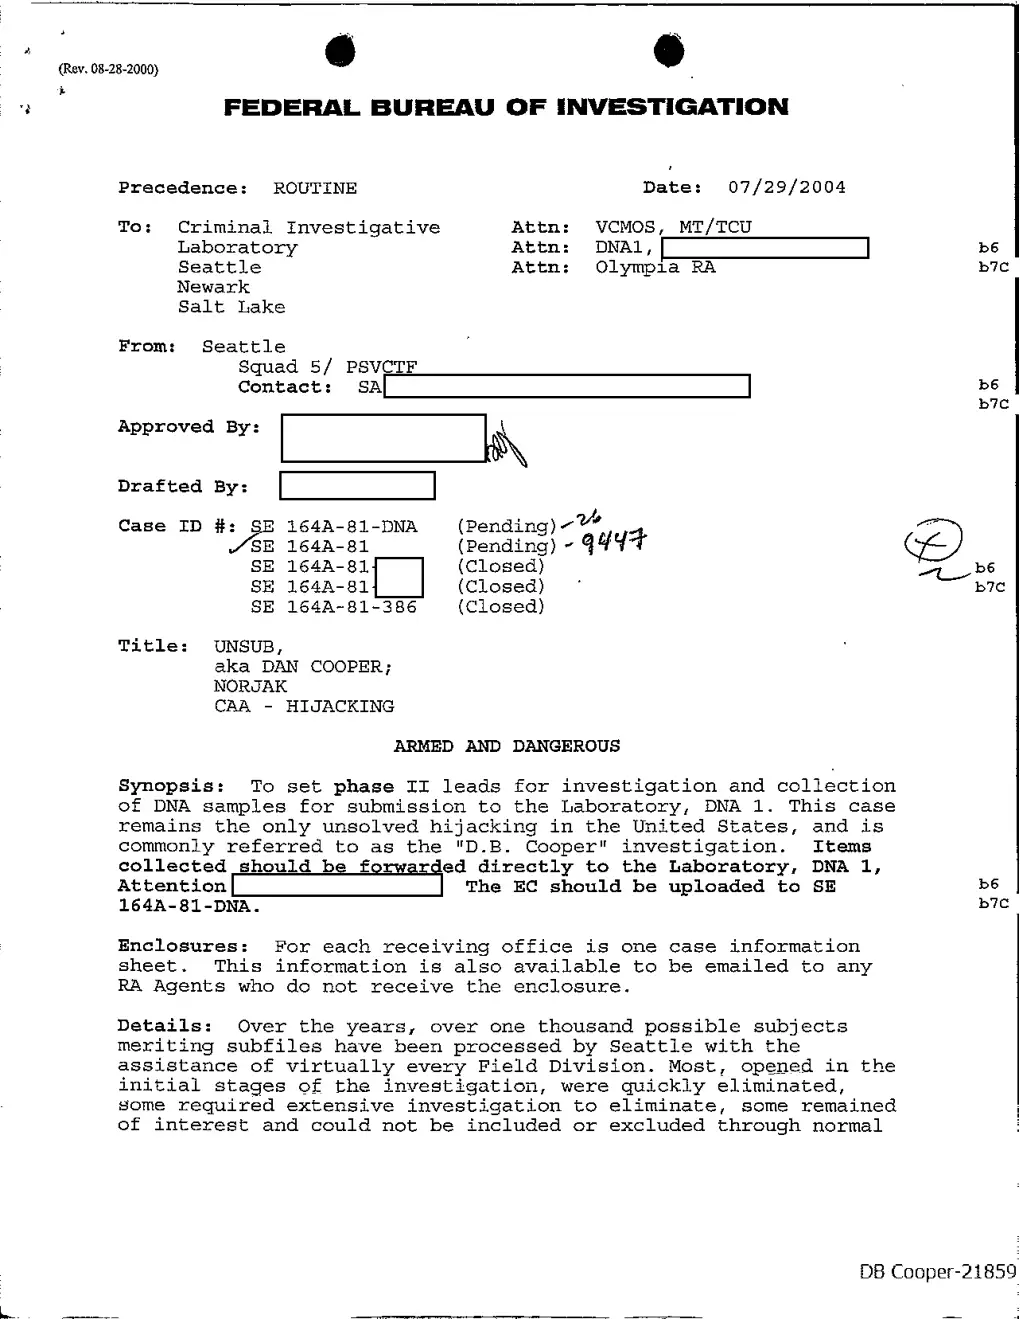 (Rev. 08-28-2000)
FEDERAL BUREAU OF INVESTIGATION
Precedence: ROUTINE Date: 07/29/2004
To: Criminal Investigative Attn: VCMOS, MT/TCU
Laboratory Attn: DNA1, b6
Seattle Attn: Olympia RA b7C
Newark
Salt Lake
From: Seattle
Squad 5/ PSVCTF
Contact: SA b6
b7C
Approved By:
Drafted By:
Case ID #: SE 164A-81-DNA (Pending) - 26
SE 164A-81 (Pending) - 9447
SE 164A-81- (Closed) b6
SE 164A-81- (Closed) b7C
SE 164A-81-386 (Closed)
Title: UNSUB,
aka DAN COOPER;
NORJAK
CAA - HIJACKING
ARMED AND DANGEROUS
Synopsis: To set phase II leads for investigation and collection
of DNA samples for submission to the Laboratory, DNA 1. This case
remains the only unsolved hijacking in the United States, and is
commonly referred to as the "D.B. Cooper" investigation. Items
collected should be forwarded directly to the Laboratory, DNA 1,
Attention The EC should be uploaded to SE b6
164A-81-DNA. b7C
Enclosures: For each receiving office is one case information
sheet. This information is also available to be emailed to any
RA Agents who do not receive the enclosure.
Details: Over the years, over one thousand possible subjects
meriting subfiles have been processed by Seattle with the
assistance of virtually every Field Division. Most, opened in the
initial stages of the investigation, were quickly eliminated,
some required extensive investigation to eliminate, some remained
of interest and could not be included or excluded through normal
DB Cooper-21859